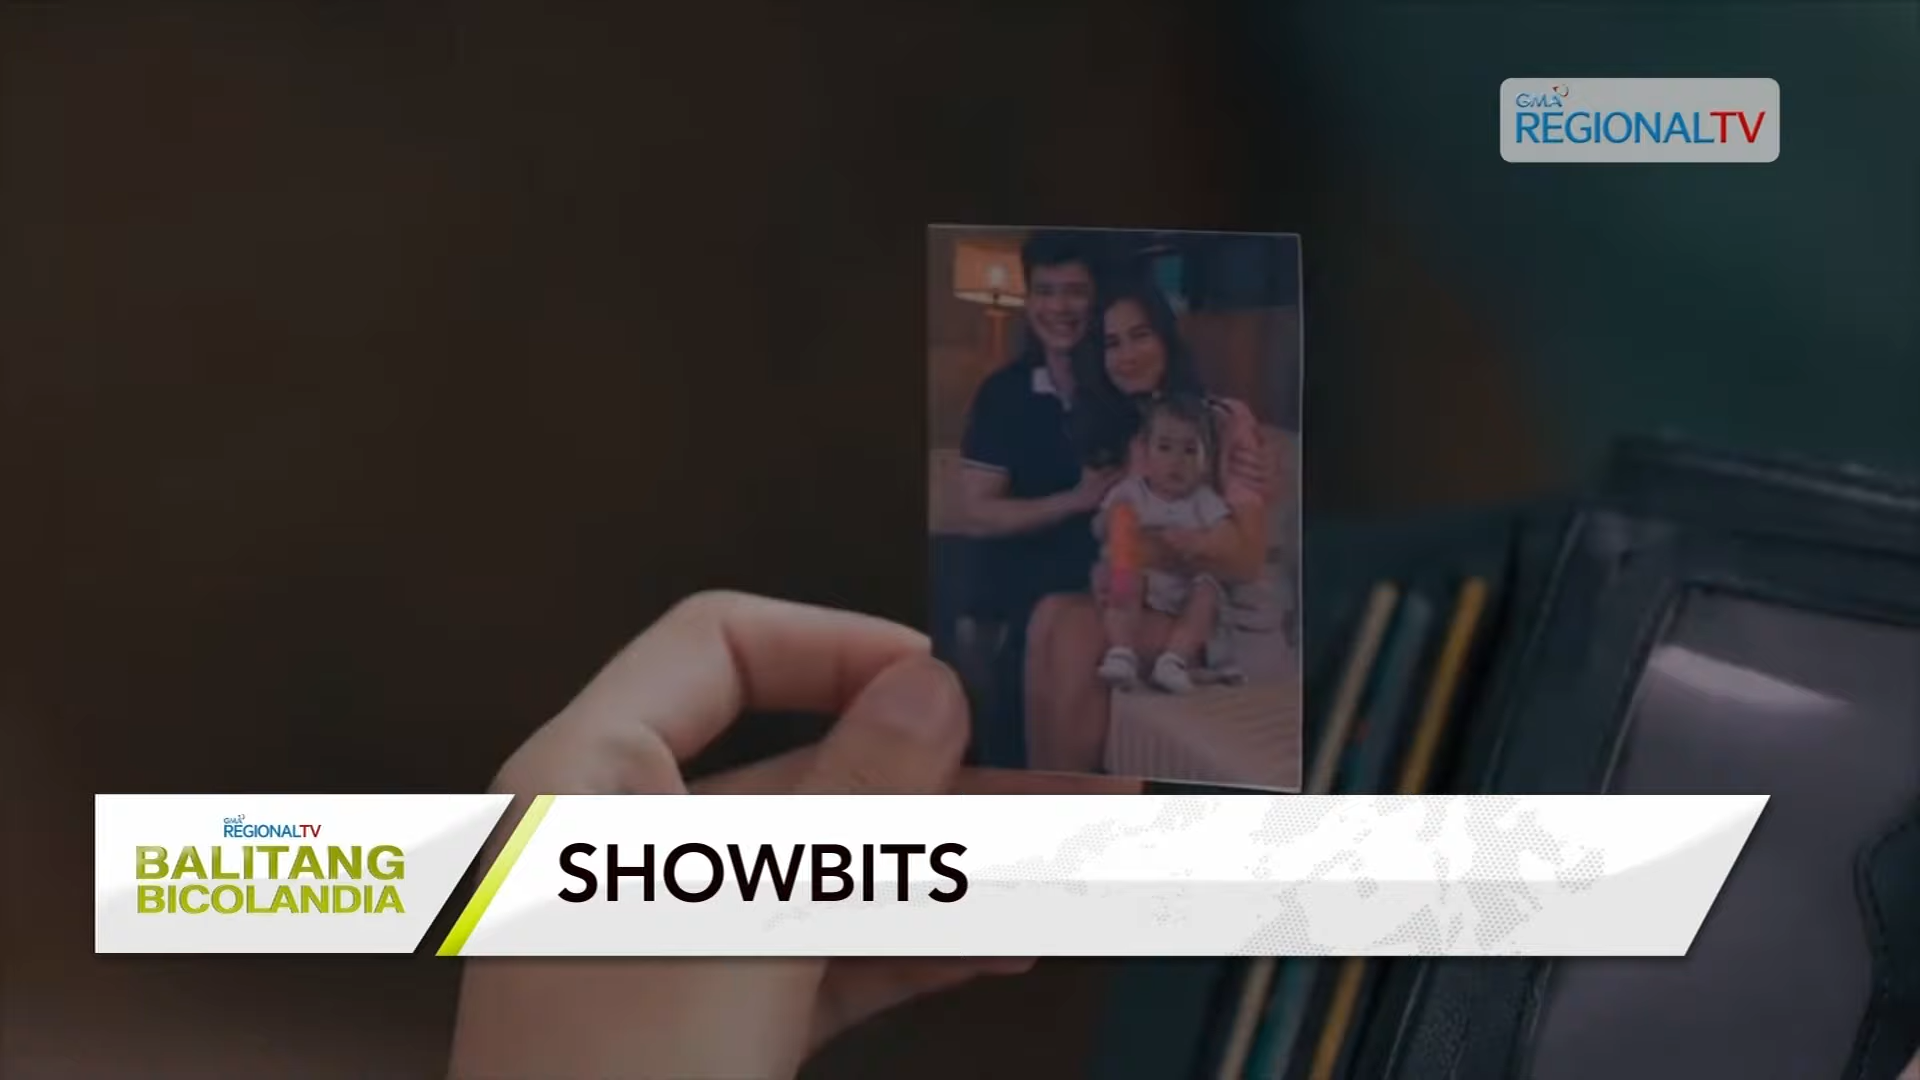 GMA
REGIONALTV
GMA
REGIONALTV
BALITANG
BICOLANDIA
SHOWBITS